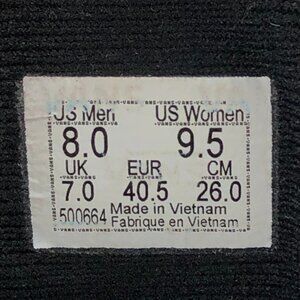 US Men US Women
8.0 9.5
UK EUR CM
7.0 40.5 26.0
500664 Made in Vietnam
Fabriqué en Vietnam